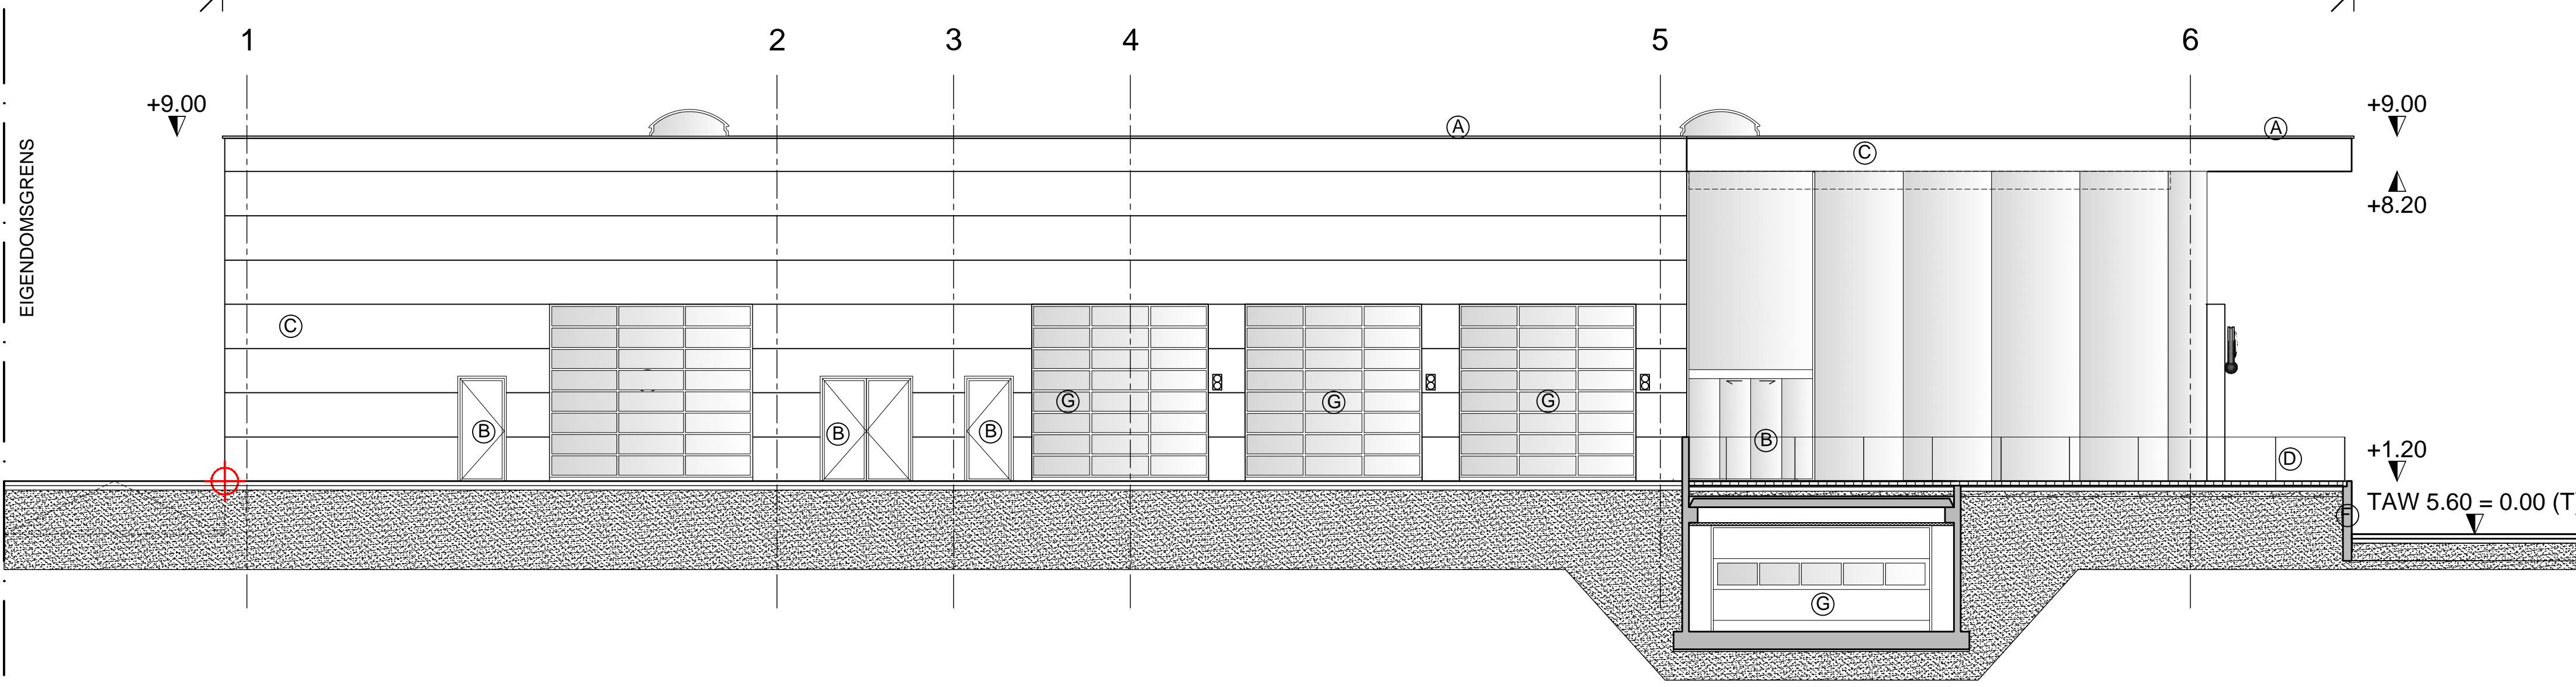 1 2 3 4 5 6
+9.00 +9.00
EIGENDOMSGRENS
A A
C
+8.20
C
G G G
B B B B
+1.20
D
TAW 5.60 = 0.00 (T
G